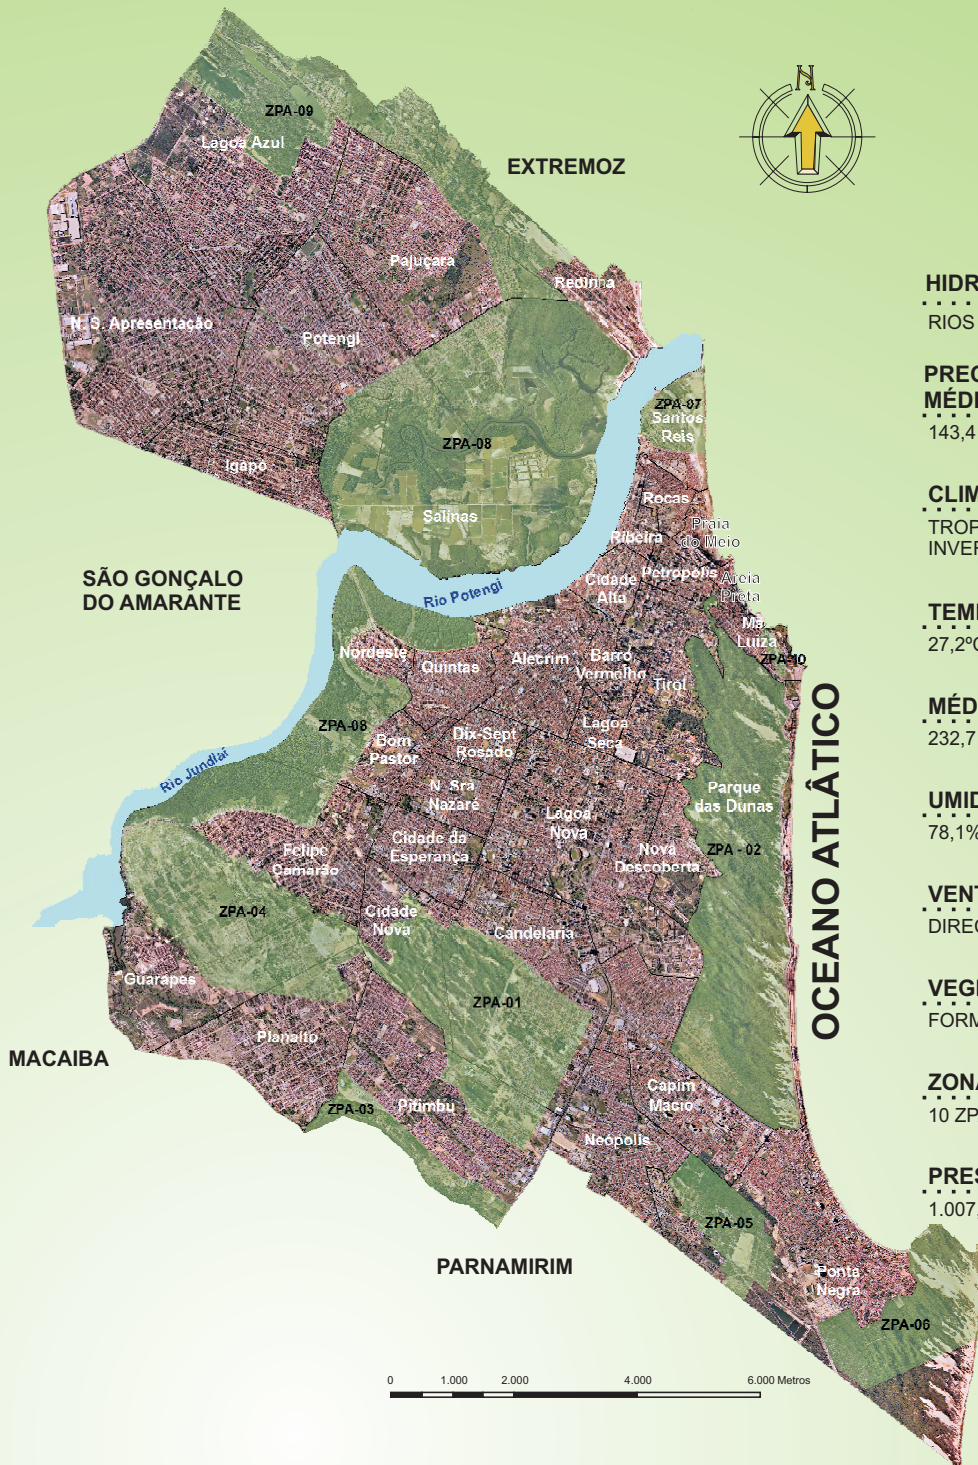 N
ZPA-09
Lagoa Azul
EXTREMOZ
Pajuçara
Redinha
N. S. Apresentação
Potengi
ZPA-07
Santos
Reis
ZPA-08
Igapó
Salinas
Rocas
Ribeira
Praia
do Meio
Petrópolis
Cidade
Alta
Areia
Preta
Rio Potengi
SÃO GONÇALO
DO AMARANTE
Mã
Luiza
ZPA-10
Nordeste
Quintas
Alecrim
Barro
Vermelho
Tirol
ZPA-08
Bom
Pastor
Dix-Sept
Rosado
Lagoa
Seca
Rio Jundiaí
N. Sra
Nazaré
Parque
das Dunas
Lagoa
Nova
Cidade da
Esperança
Nova
Descoberta
ZPA - 02
Felipe
Camarão
ZPA-04
Cidade
Nova
Candelária
OCEANO ATLÂTICO
Guarapes
ZPA-01
Planalto
MACAIBA
Capim
Macio
ZPA-03
Pitimbu
Neópolis
ZPA-05
PARNAMIRIM
Ponta
Negra
ZPA-06
0 1.000 2.000 4.000 6.000 Metros
HIDR
RIOS
PREC
MÉDI
143,4
CLIM
TROP
INVER
TEM
27,2º
MÉD
232,7
UMID
78,1%
VENT
DIREÇ
VEG
FORM
ZONA
10 ZP
PRES
1.007